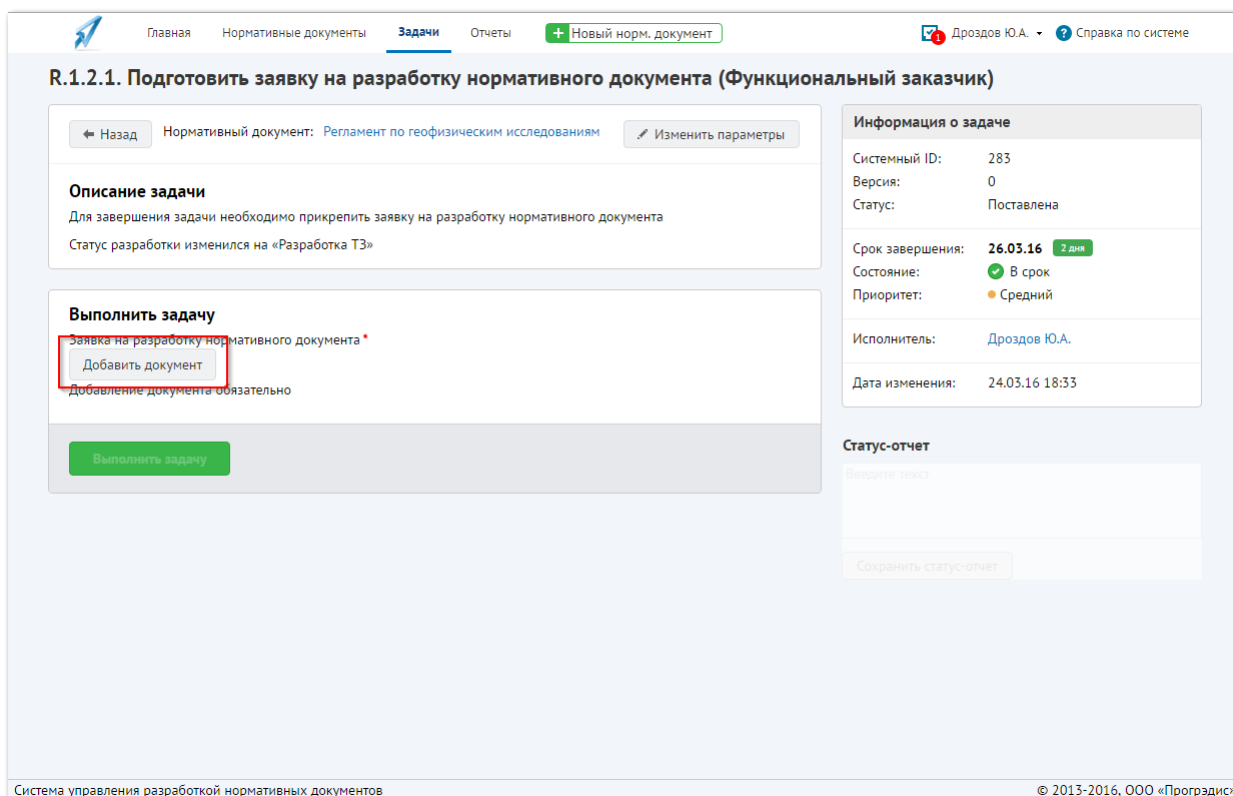 Главная Нормативные документы Задачи Отчеты + Новый норм. документ 1 Дроздов Ю.А. ? Справка по системе
R.1.2.1. Подготовить заявку на разработку нормативного документа (Функциональный заказчик)
Назад Нормативный документ: Регламент по геофизическим исследованиям Изменить параметры
Описание задачи
Для завершения задачи необходимо прикрепить заявку на разработку нормативного документа
Статус разработки изменился на «Разработка ТЗ»
Выполнить задачу
Заявка на разработку нормативного документа *
Добавить документ
Добавление документа обязательно
Выполнить задачу
Информация о задаче
Системный ID: 283
Версия: 0
Статус: Поставлена
Срок завершения: 26.03.16 2 дня
Состояние: В срок
Приоритет: Средний
Исполнитель: Дроздов Ю.А.
Дата изменения: 24.03.16 18:33
Статус-отчет
Введите текст
Сохранить статус-отчет
Система управления разработкой нормативных документов © 2013-2016, ООО «Прогрэдис»